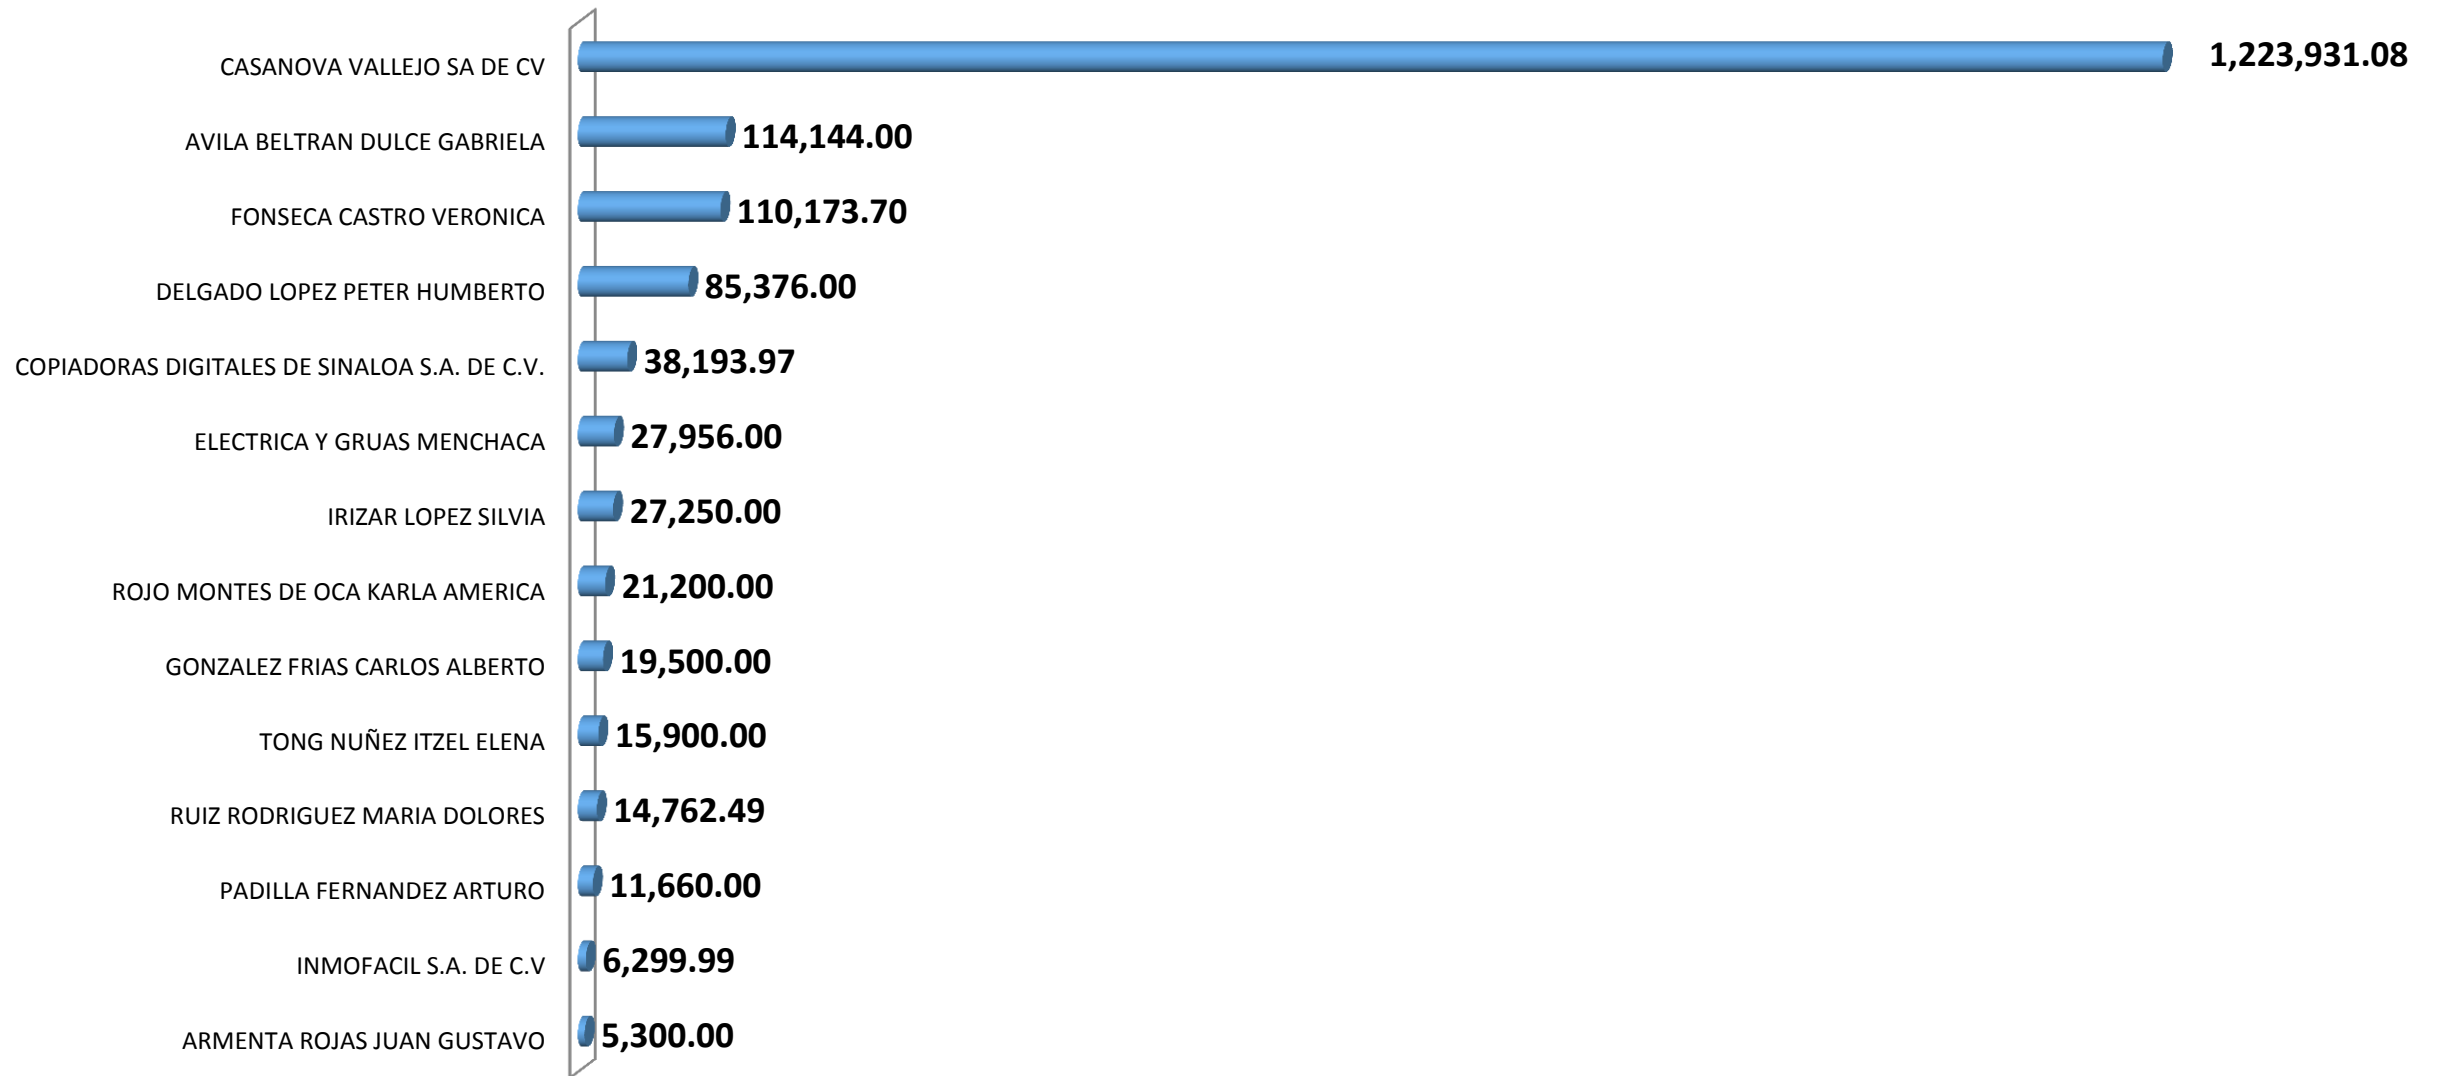 CASANOVA VALLEJO SA DE CV 1,223,931.08
AVILA BELTRAN DULCE GABRIELA 114,144.00
FONSECA CASTRO VERONICA 110,173.70
DELGADO LOPEZ PETER HUMBERTO 85,376.00
COPIADORAS DIGITALES DE SINALOA S.A. DE C.V. 38,193.97
ELECTRICA Y GRUAS MENCHACA 27,956.00
IRIZAR LOPEZ SILVIA 27,250.00
ROJO MONTES DE OCA KARLA AMERICA 21,200.00
GONZALEZ FRIAS CARLOS ALBERTO 19,500.00
TONG NUÑEZ ITZEL ELENA 15,900.00
RUIZ RODRIGUEZ MARIA DOLORES 14,762.49
PADILLA FERNANDEZ ARTURO 11,660.00
INMOFACIL S.A. DE C.V 6,299.99
ARMENTA ROJAS JUAN GUSTAVO 5,300.00